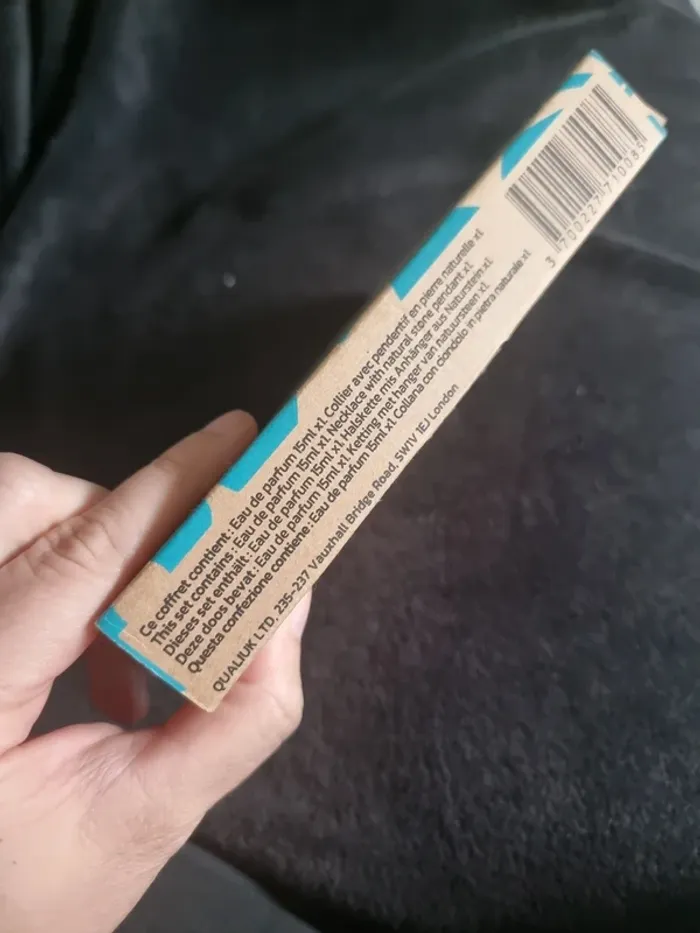 Ce coffret contient : Eau de parfum 15ml x1. Collier avec pendentif en pierre naturelle x1.
This set contains : Eau de parfum 15ml x1. Necklace with natural stone pendant x1.
Dieses set enthält : Eau de parfum 15ml x1. Halskette mis Anhänger aus Naturstein x1.
Deze doos bevat : Eau de parfum 15ml x1. Ketting met hanger van natuursteen x1.
Questa confezione contiene : Eau de parfum 15ml x1. Collana con ciondolo in pietra naturale x1.
QUALIUK LTD, 235-237 Vauxhall Bridge Road, SW1V 1EJ London
3 700227 710085